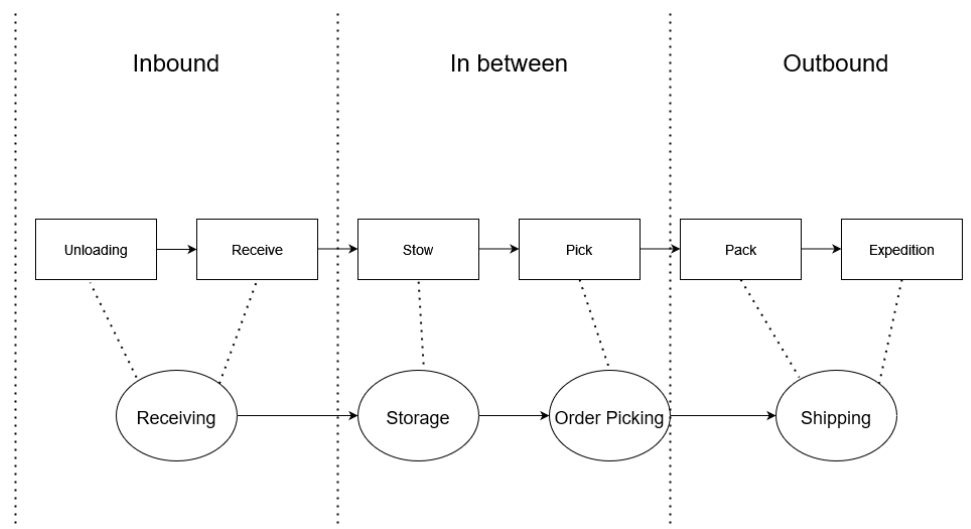 Inbound
In between
Outbound
Unloading
Receive
Stow
Pick
Pack
Expedition
Receiving
Storage
Order Picking
Shipping